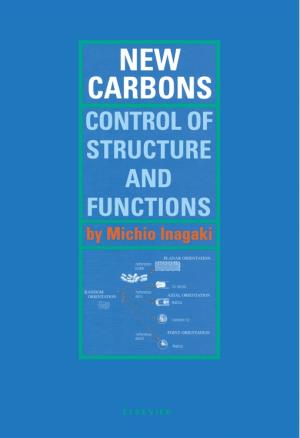 NEW
CARBONS
CONTROL OF
STRUCTURE
AND
FUNCTIONS
by Michio Inagaki
PLANAR ORIENTATION
RANDOM
ORIENTATION
AXIAL ORIENTATION
POINT ORIENTATION
ELSEVIER